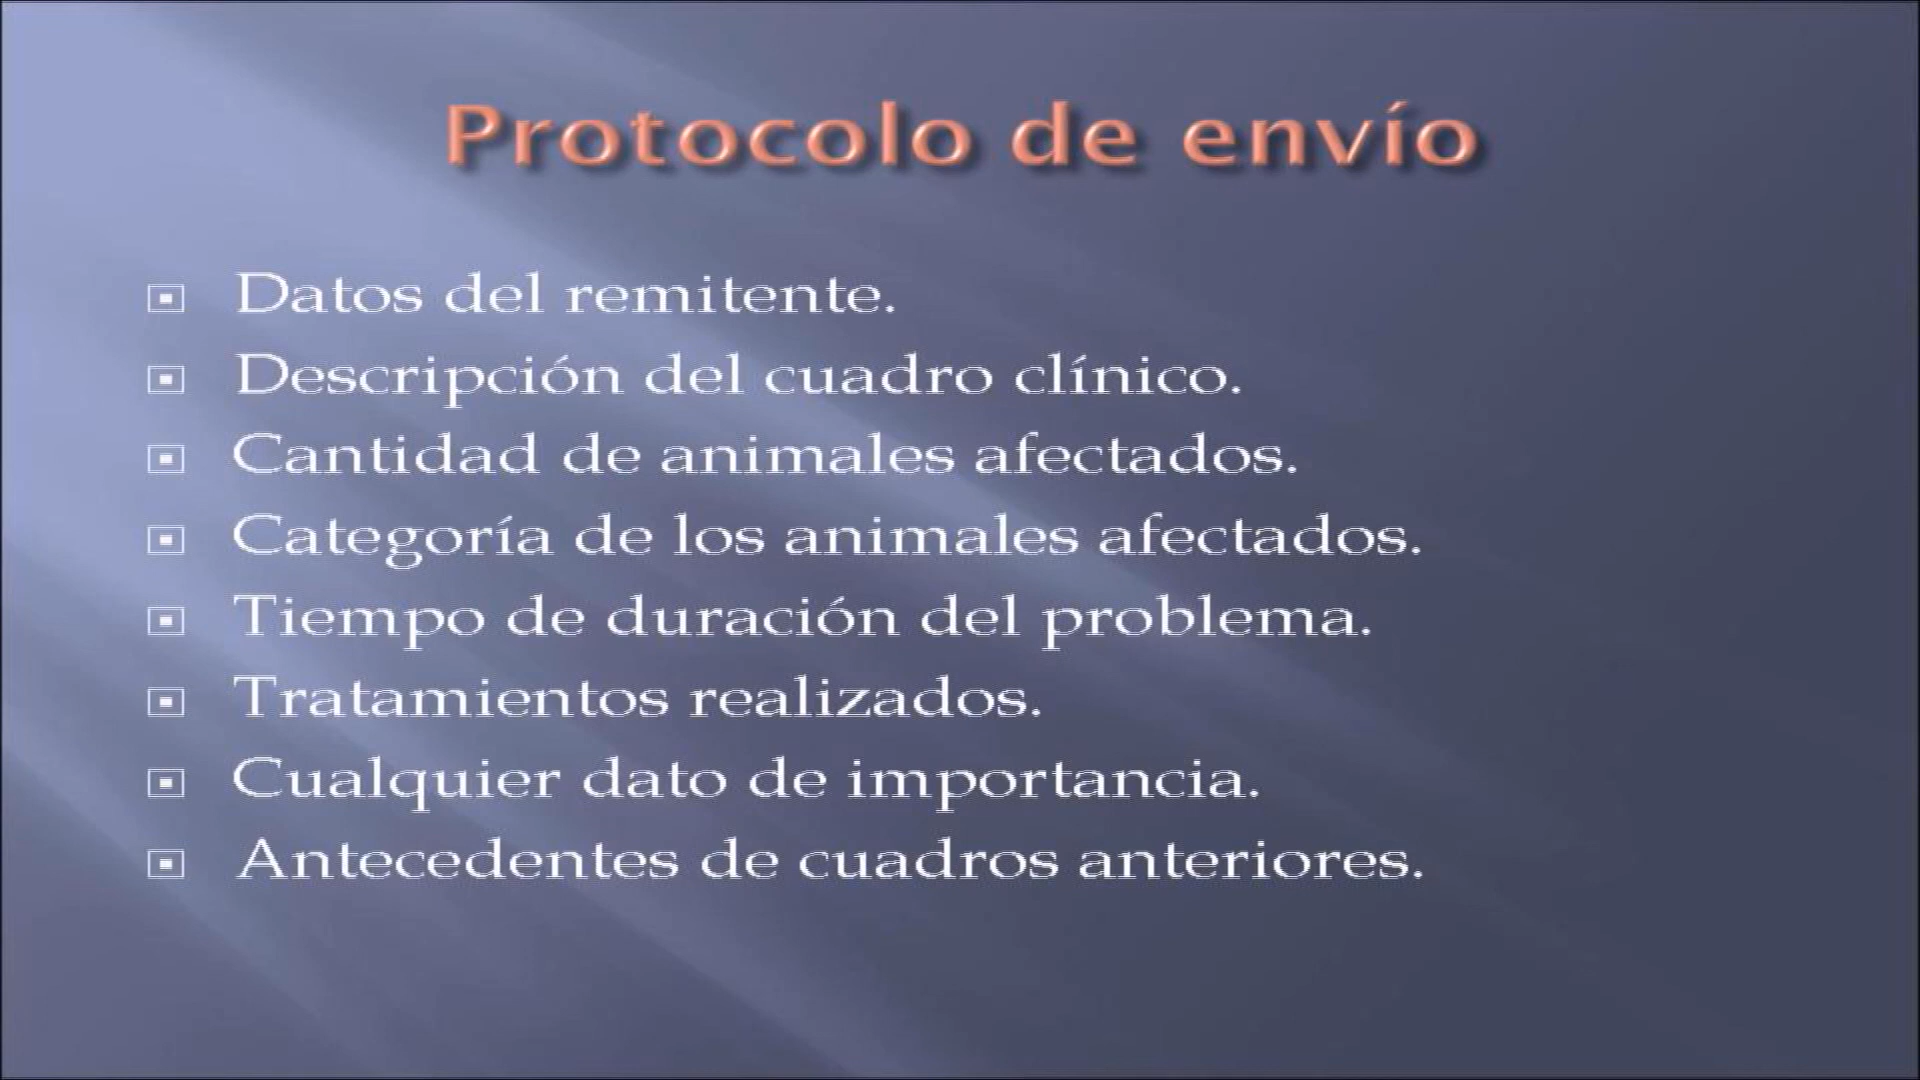 Protocolo de envío
Datos del remitente.
Descripción del cuadro clínico.
Cantidad de animales afectados.
Categoría de los animales afectados.
Tiempo de duración del problema.
Tratamientos realizados.
Cualquier dato de importancia.
Antecedentes de cuadros anteriores.